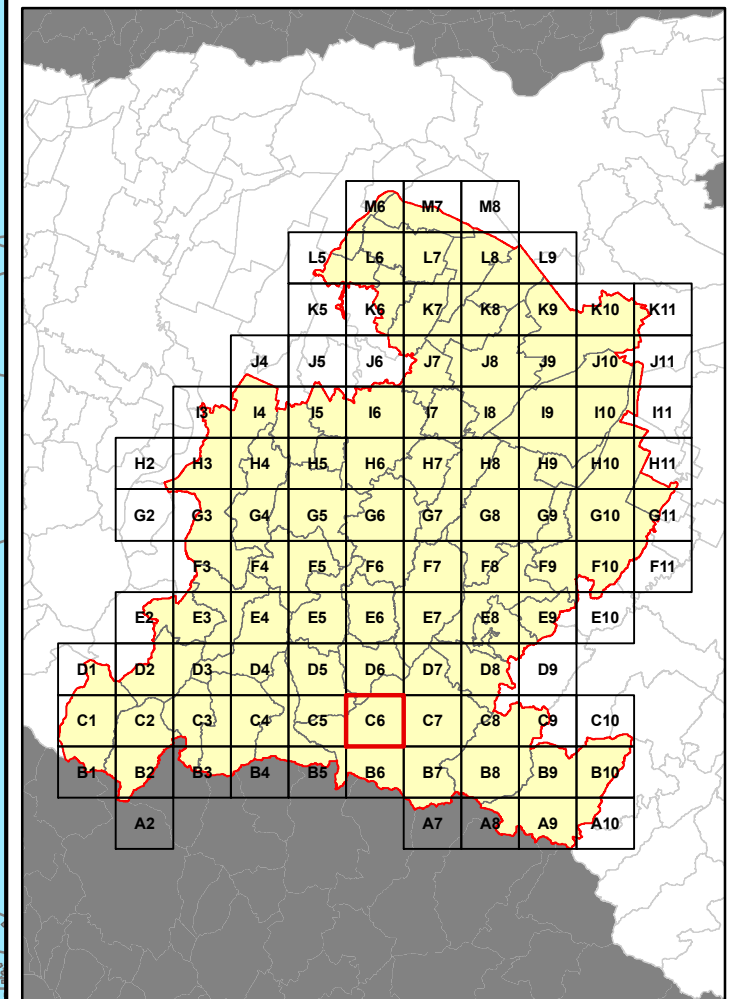 M6 M7 M8
L5 L6 L7 L8 L9
K5 K6 K7 K8 K9 K10 K11
J4 J5 J6 J7 J8 J9 J10 J11
I3 I4 I5 I6 I7 I8 I9 I10 I11
H2 H3 H4 H5 H6 H7 H8 H9 H10 H11
G2 G3 G4 G5 G6 G7 G8 G9 G10 G11
F3 F4 F5 F6 F7 F8 F9 F10 F11
E2 E3 E4 E5 E6 E7 E8 E9 E10
D1 D2 D3 D4 D5 D6 D7 D8 D9
C1 C2 C3 C4 C5 C6 C7 C8 C9 C10
B1 B2 B3 B4 B5 B6 B7 B8 B9 B10
A2 A7 A8 A9 A10